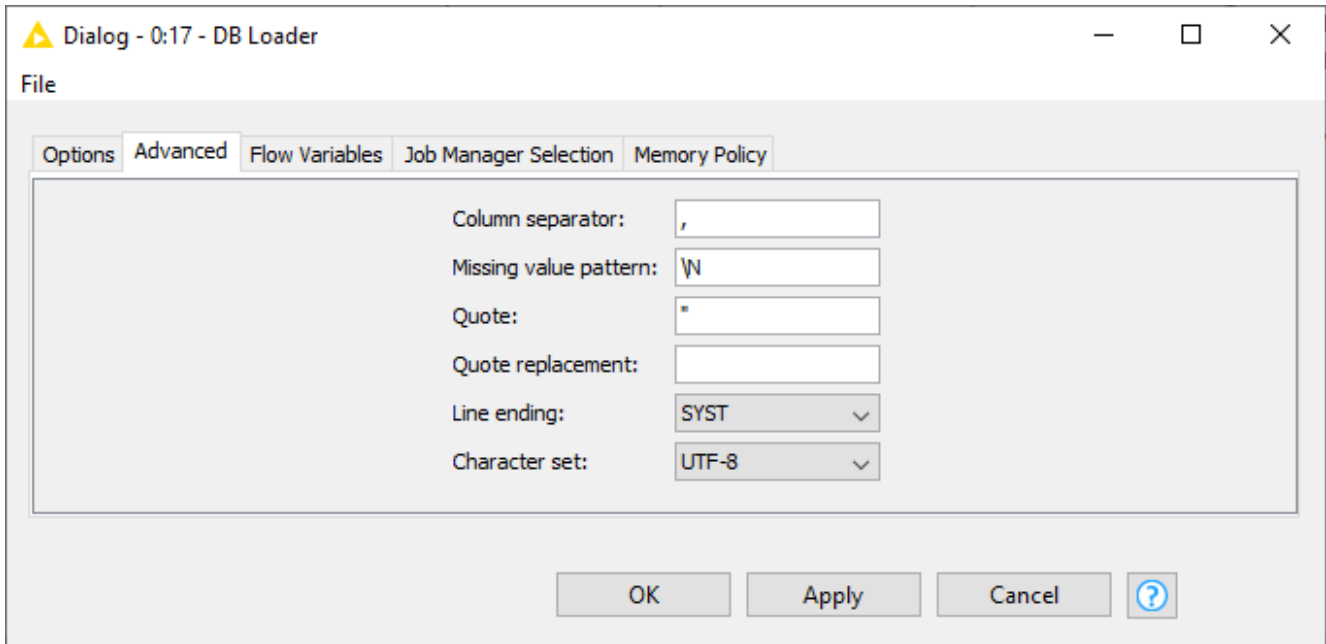 Dialog - 0:17 - DB Loader
File
Options Advanced Flow Variables Job Manager Selection Memory Policy
Column separator: ,
Missing value pattern: \N
Quote: "
Quote replacement:
Line ending: SYST
Character set: UTF-8
OK Apply Cancel ?